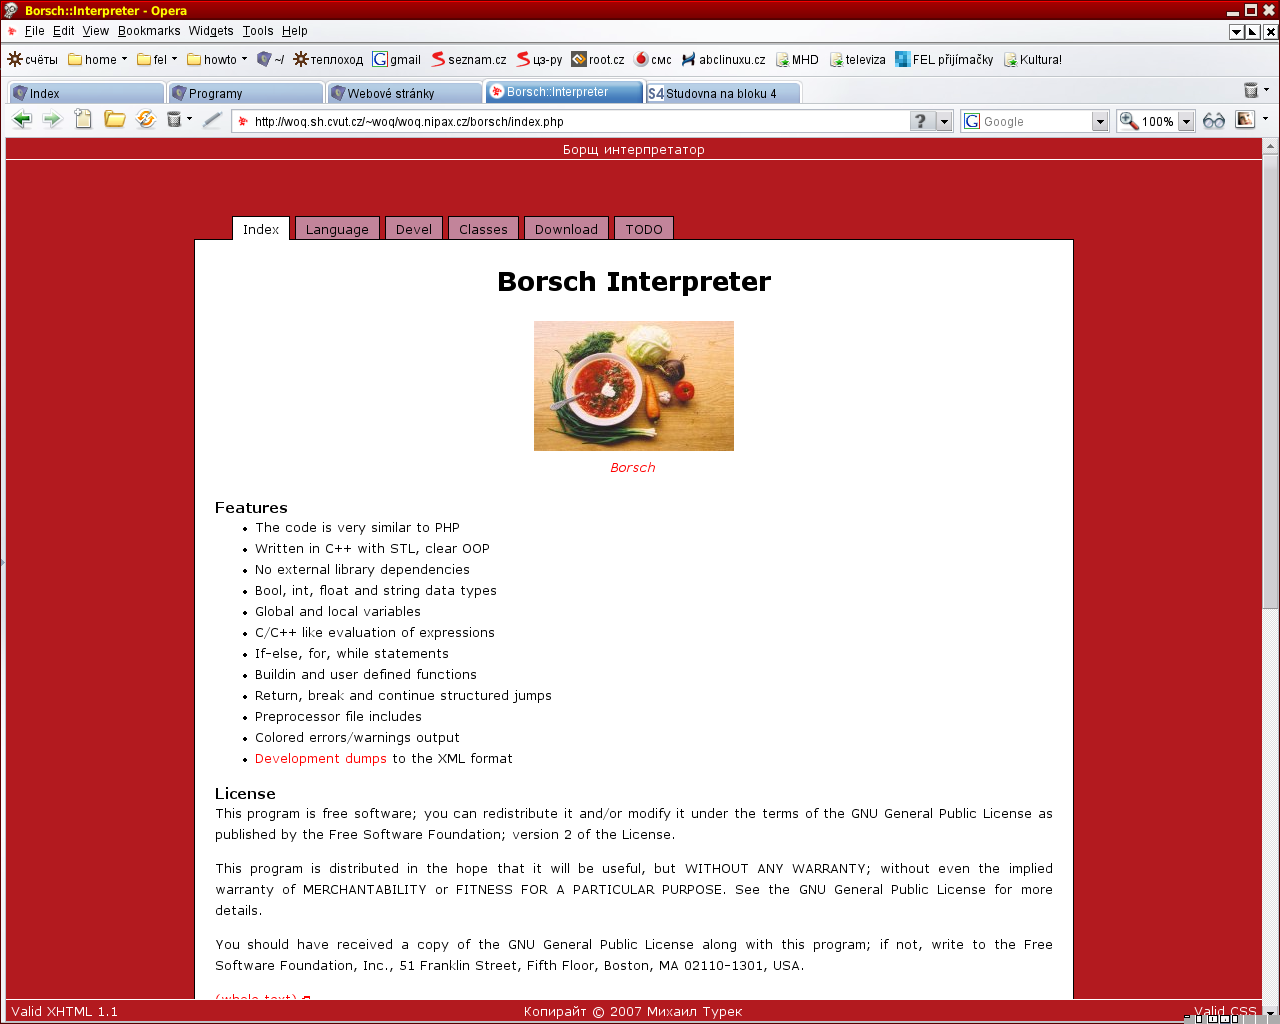 Borsch::Interpreter - Opera
File Edit View Bookmarks Widgets Tools Help
счёты home fel howto ~/ теплоход gmail seznam.cz цз-ру root.cz смс abclinuxu.cz MHD televiza FEL přijímačky Kultura!
Index Programy Webové stránky Borsch::Interpreter S4 Studovna na bloku 4
http://woq.sh.cvut.cz/~woq/woq.nipax.cz/borsch/index.php ? G Google 100%
Борщ интерпретатор
Index Language Devel Classes Download TODO
Borsch Interpreter
Borsch
Features
The code is very similar to PHP
Written in C++ with STL, clear OOP
No external library dependencies
Bool, int, float and string data types
Global and local variables
C/C++ like evaluation of expressions
If-else, for, while statements
Buildin and user defined functions
Return, break and continue structured jumps
Preprocessor file includes
Colored errors/warnings output
Development dumps to the XML format
License
This program is free software; you can redistribute it and/or modify it under the terms of the GNU General Public License as
published by the Free Software Foundation; version 2 of the License.
This program is distributed in the hope that it will be useful, but WITHOUT ANY WARRANTY; without even the implied
warranty of MERCHANTABILITY or FITNESS FOR A PARTICULAR PURPOSE. See the GNU General Public License for more
details.
You should have received a copy of the GNU General Public License along with this program; if not, write to the Free
Software Foundation, Inc., 51 Franklin Street, Fifth Floor, Boston, MA 02110-1301, USA.
(whole text)
Valid XHTML 1.1 Копирайт © 2007 Михаил Турек Valid CSS